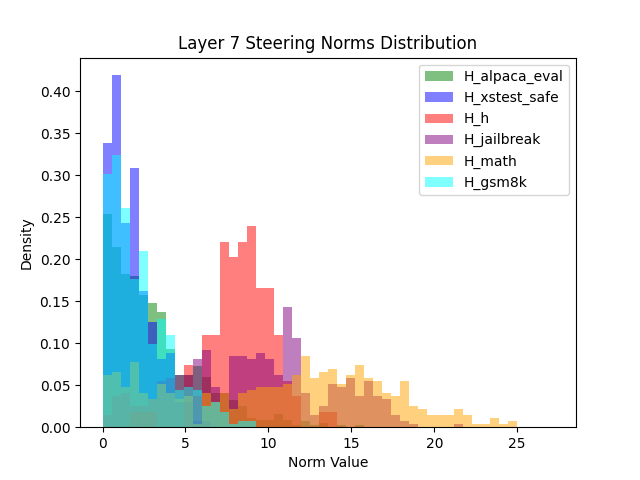 Layer 7 Steering Norms Distribution
H_alpaca_eval
H_xstest_safe
H_h
H_jailbreak
H_math
H_gsm8k
0.40
0.35
0.30
0.25
0.20
0.15
0.10
0.05
0.00
Density
0 5 10 15 20 25
Norm Value